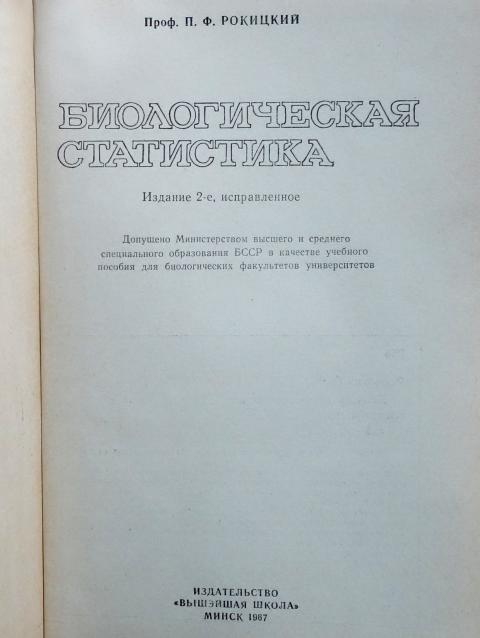 Проф. П. Ф. РОКИЦКИЙ
БИОЛОГИЧЕСКАЯ
СТАТИСТИКА
Издание 2-е, исправленное
Допущено Министерством высшего и среднего
специального образования БССР в качестве учебного
пособия для биологических факультетов университетов
ИЗДАТЕЛЬСТВО
«ВЫШЭЙШАЯ ШКОЛА»
МИНСК 1967